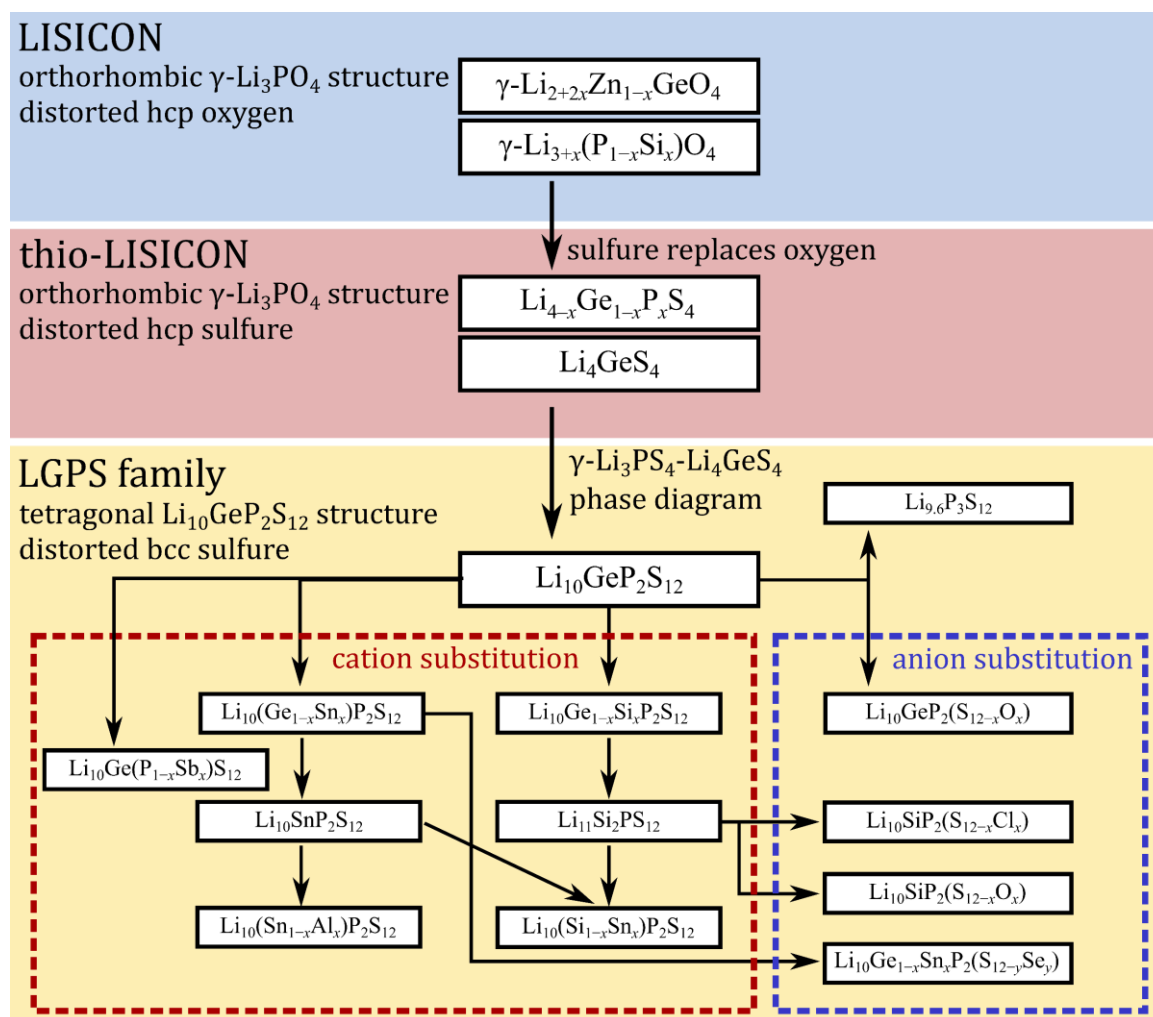 LISICON
orthorhombic γ-Li₃PO₄ structure
distorted hcp oxygen
γ-Li₂₊₂ₓZn₁₋ₓGeO₄
γ-Li₃₊ₓ(P₁₋ₓSiₓ)O₄
sulfure replaces oxygen
thio-LISICON
orthorhombic γ-Li₃PO₄ structure
distorted hcp sulfure
Li₄₋ₓGe₁₋ₓPₓS₄
Li₄GeS₄
γ-Li₃PS₄-Li₄GeS₄
phase diagram
LGPS family
tetragonal Li₁₀GeP₂S₁₂ structure
distorted bcc sulfure
Li₉.₆P₃S₁₂
Li₁₀GeP₂S₁₂
cation substitution
anion substitution
Li₁₀(Ge₁₋ₓSnₓ)P₂S₁₂
Li₁₀Ge₁₋ₓSiₓP₂S₁₂
Li₁₀GeP₂(S₁₂₋ₓOₓ)
Li₁₀Ge(P₁₋ₓSbₓ)S₁₂
Li₁₀SnP₂S₁₂
Li₁₁Si₂PS₁₂
Li₁₀SiP₂(S₁₂₋ₓClₓ)
Li₁₀SiP₂(S₁₂₋ₓOₓ)
Li₁₀(Sn₁₋ₓAlₓ)P₂S₁₂
Li₁₀(Si₁₋ₓSnₓ)P₂S₁₂
Li₁₀Ge₁₋ₓSnₓP₂(S₁₂₋ᵧSeᵧ)